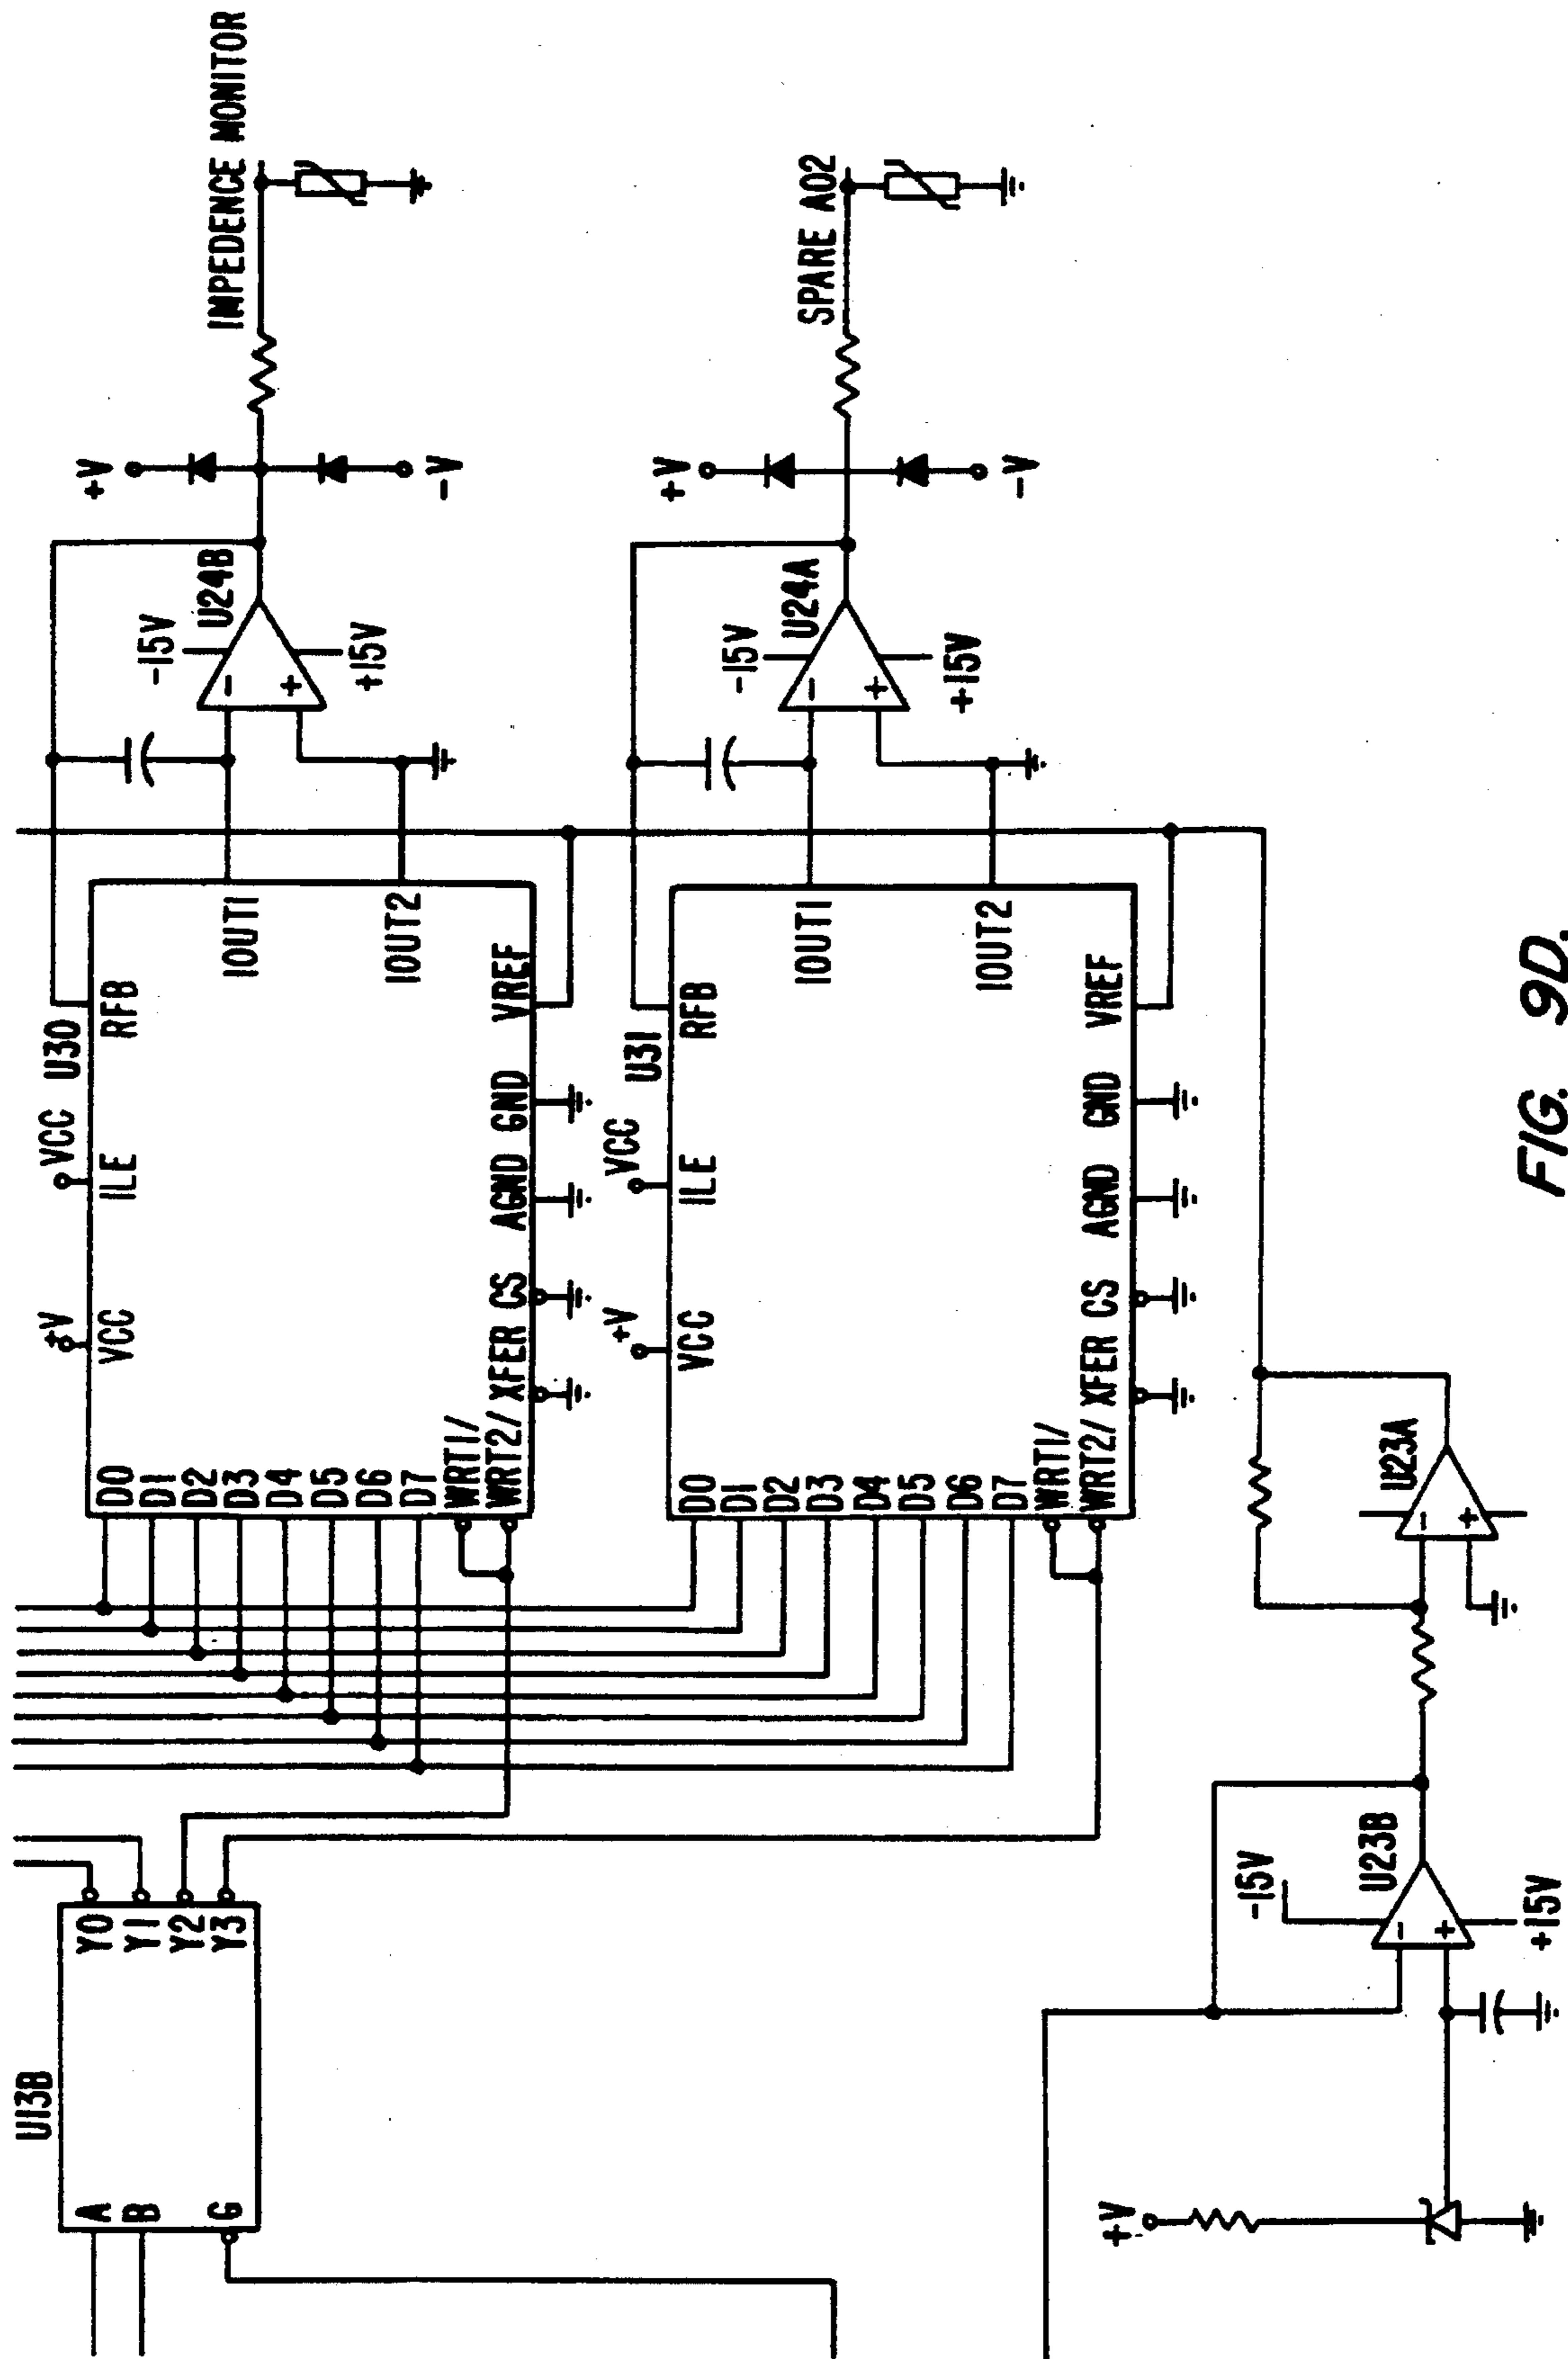 IMPEDENCE MONITOR
+V
-V
U24B
-15V
+15V
VCC
+V
U30
RFB
ILE
VCC
IOUT1
IOUT2
VREF
GND
AGND
CS
XFER
D0
D1
D2
D3
D4
D5
D6
D7
WRT1/
WRT2/
SPARE A02
+V
-V
U24A
-15V
+15V
VCC
+V
U31
RFB
ILE
VCC
IOUT1
IOUT2
VREF
GND
AGND
CS
XFER
D0
D1
D2
D3
D4
D5
D6
D7
WRT1/
WRT2/
U13B
A
B
G
Y0
Y1
Y2
Y3
+V
-15V
U23B
+15V
U23A
FIG. 9D.